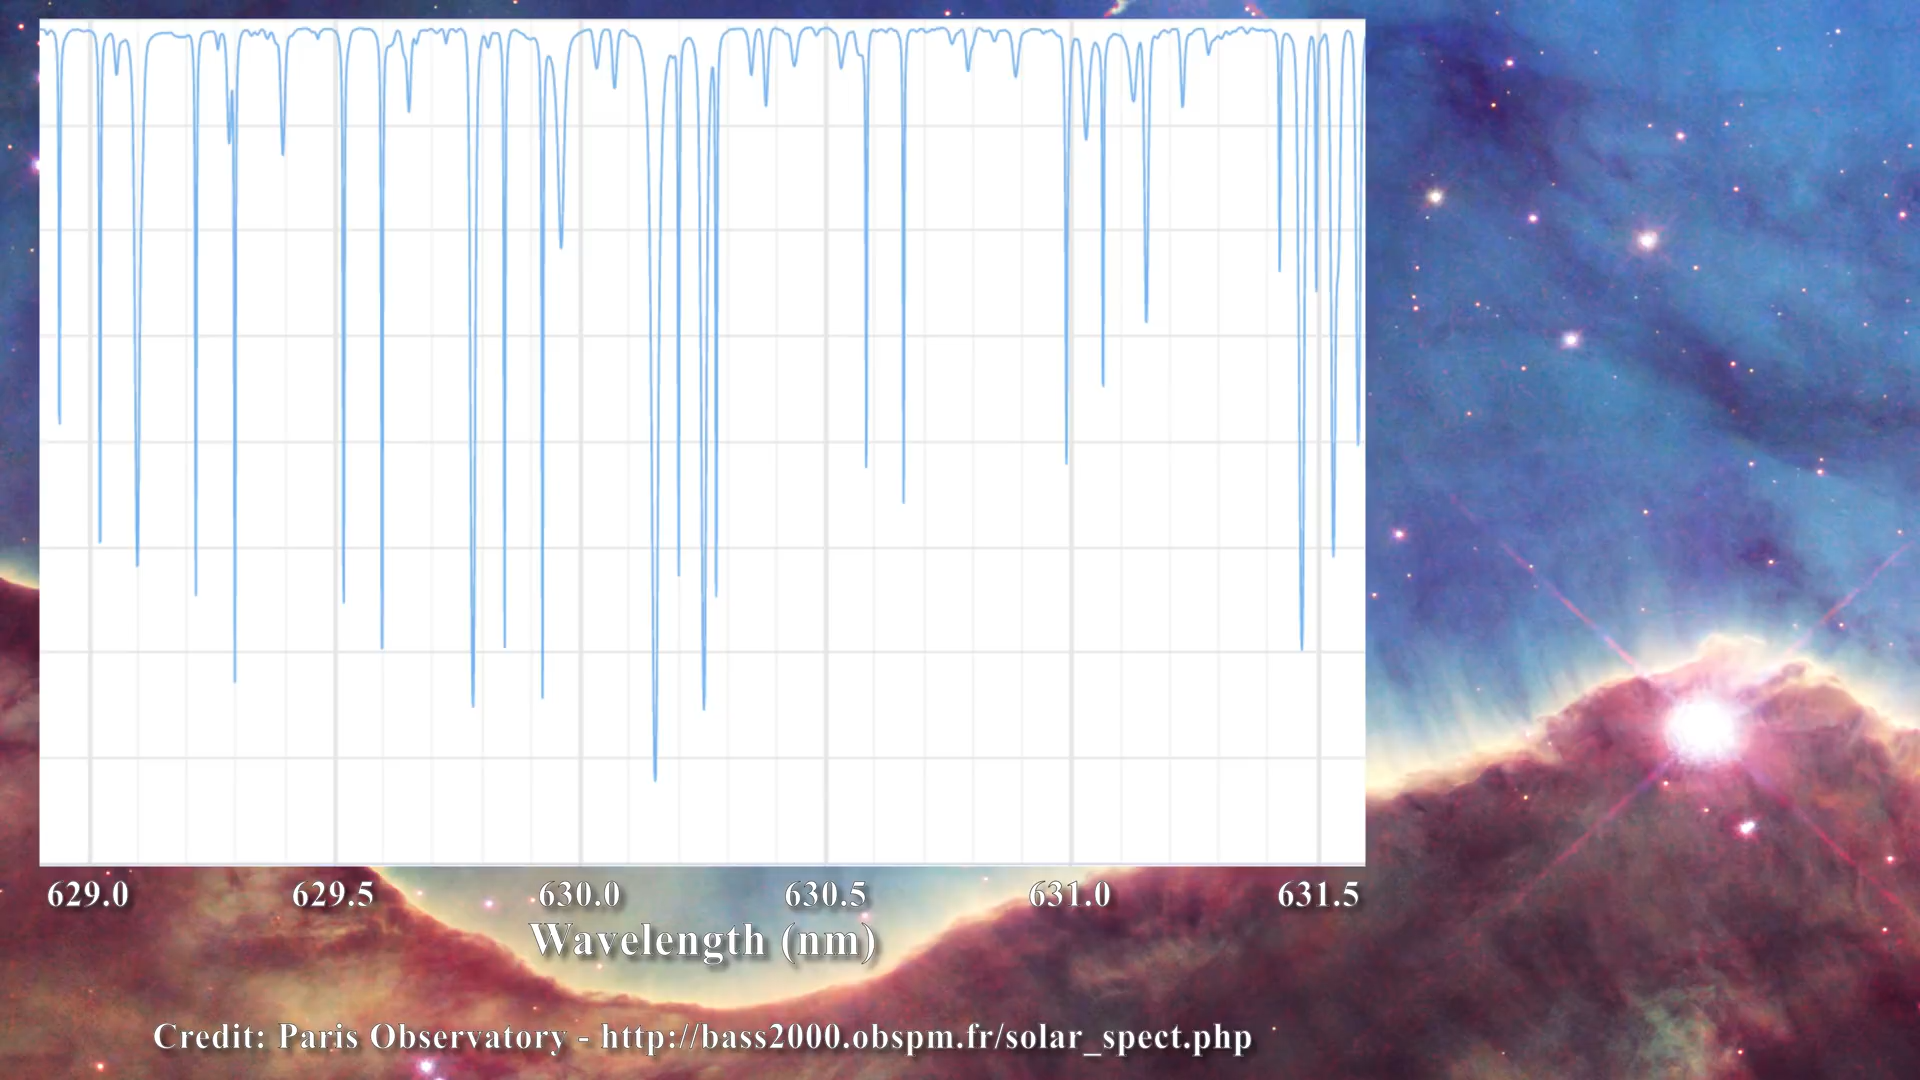 629.0 629.5 630.0 630.5 631.0 631.5
Wavelength (nm)
Credit: Paris Observatory - http://bass2000.obspm.fr/solar_spect.php